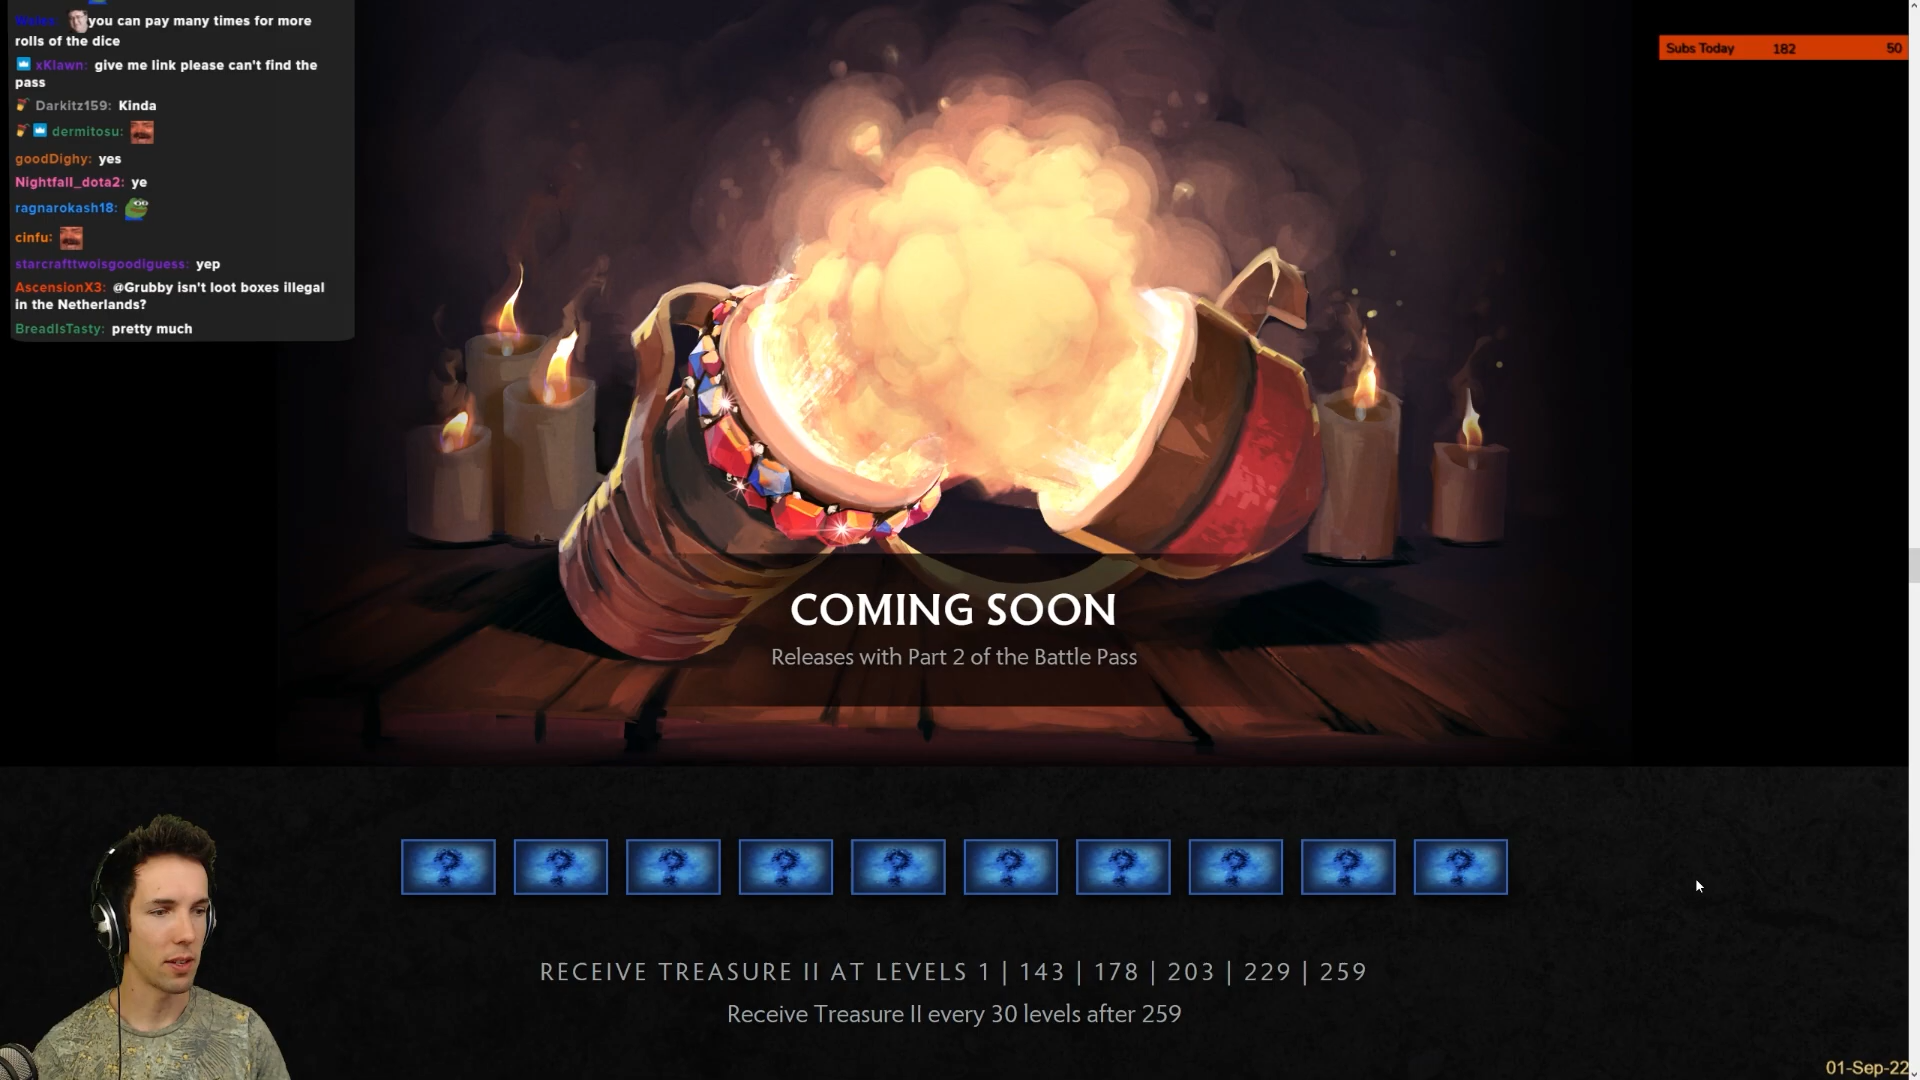 you can pay many times for more
rolls of the dice
xKlawn: give me link please can't find the
pass
Darkitz159: Kinda
dermitosu:
goodDighy: yes
Nightfall_dota2: ye
ragnarokash18:
cinfu:
starcrafttwoisgoodiguess: yep
AscensionX3: @Grubby isn't loot boxes illegal
in the Netherlands?
BreadIsTasty: pretty much
Subs Today 182 50
COMING SOON
Releases with Part 2 of the Battle Pass
? ? ? ? ? ? ? ? ? ?
RECEIVE TREASURE II AT LEVELS 1 | 143 | 178 | 203 | 229 | 259
Receive Treasure II every 30 levels after 259
01-Sep-22